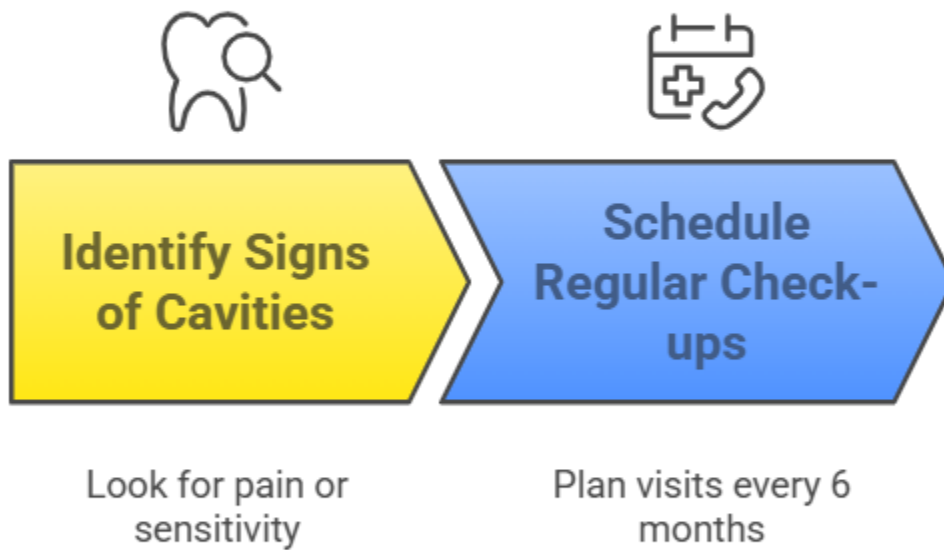 Identify Signs
of Cavities
Schedule
Regular Check-
ups
Look for pain or
sensitivity
Plan visits every 6
months